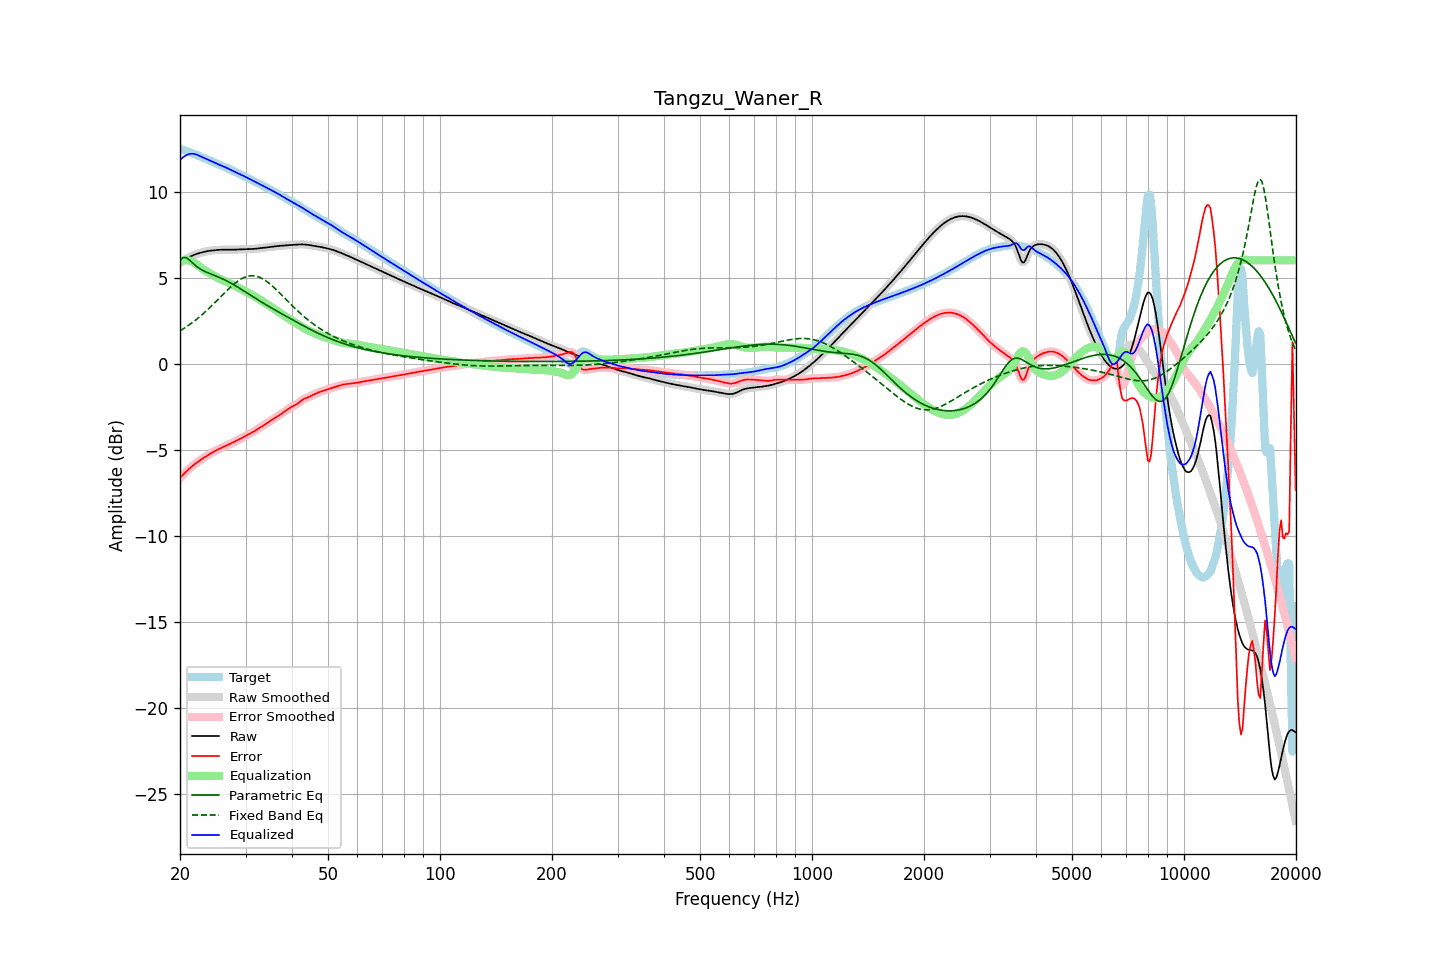 Tangzu_Waner_R
Amplitude (dBr)
10
5
0
−5
−10
−15
−20
−25
Target
Raw Smoothed
Error Smoothed
Raw
Error
Equalization
Parametric Eq
Fixed Band Eq
Equalized
20 50 100 200 500 1000 2000 5000 10000 20000
Frequency (Hz)